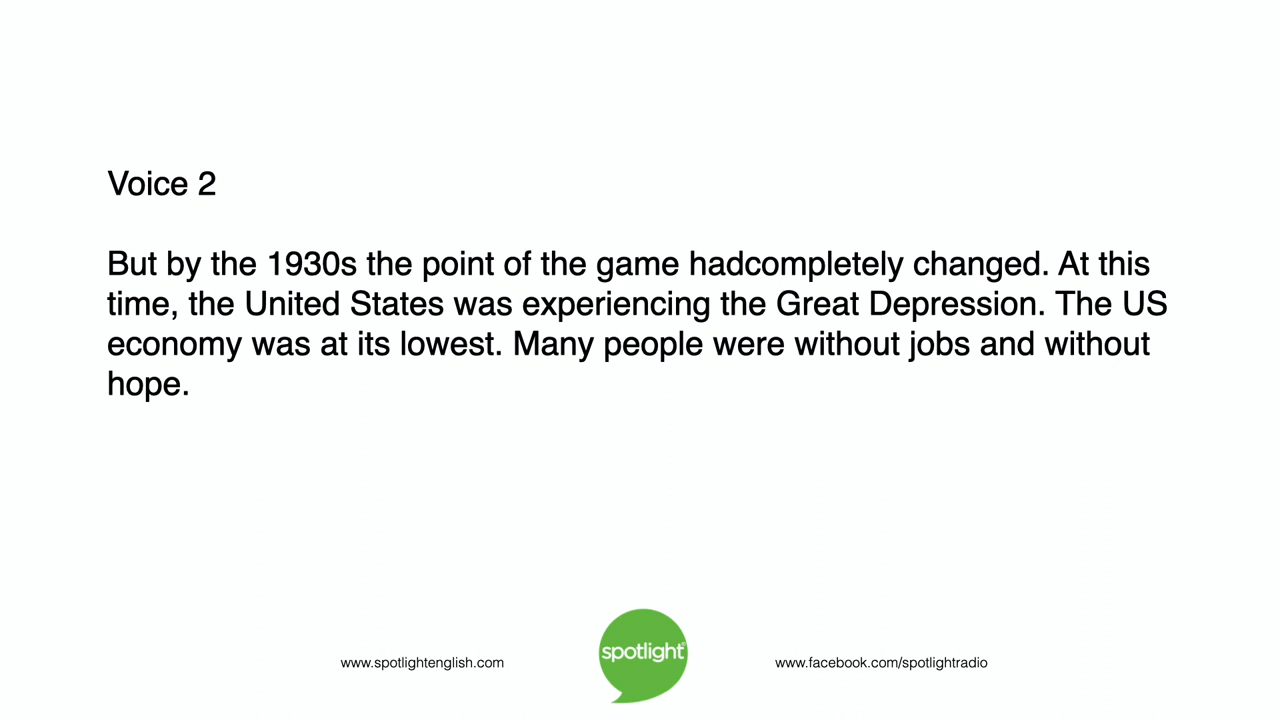 Voice 2
But by the 1930s the point of the game hadcompletely changed. At this
time, the United States was experiencing the Great Depression. The US
economy was at its lowest. Many people were without jobs and without
hope.
www.spotlightenglish.com
spotlight®
www.facebook.com/spotlightradio